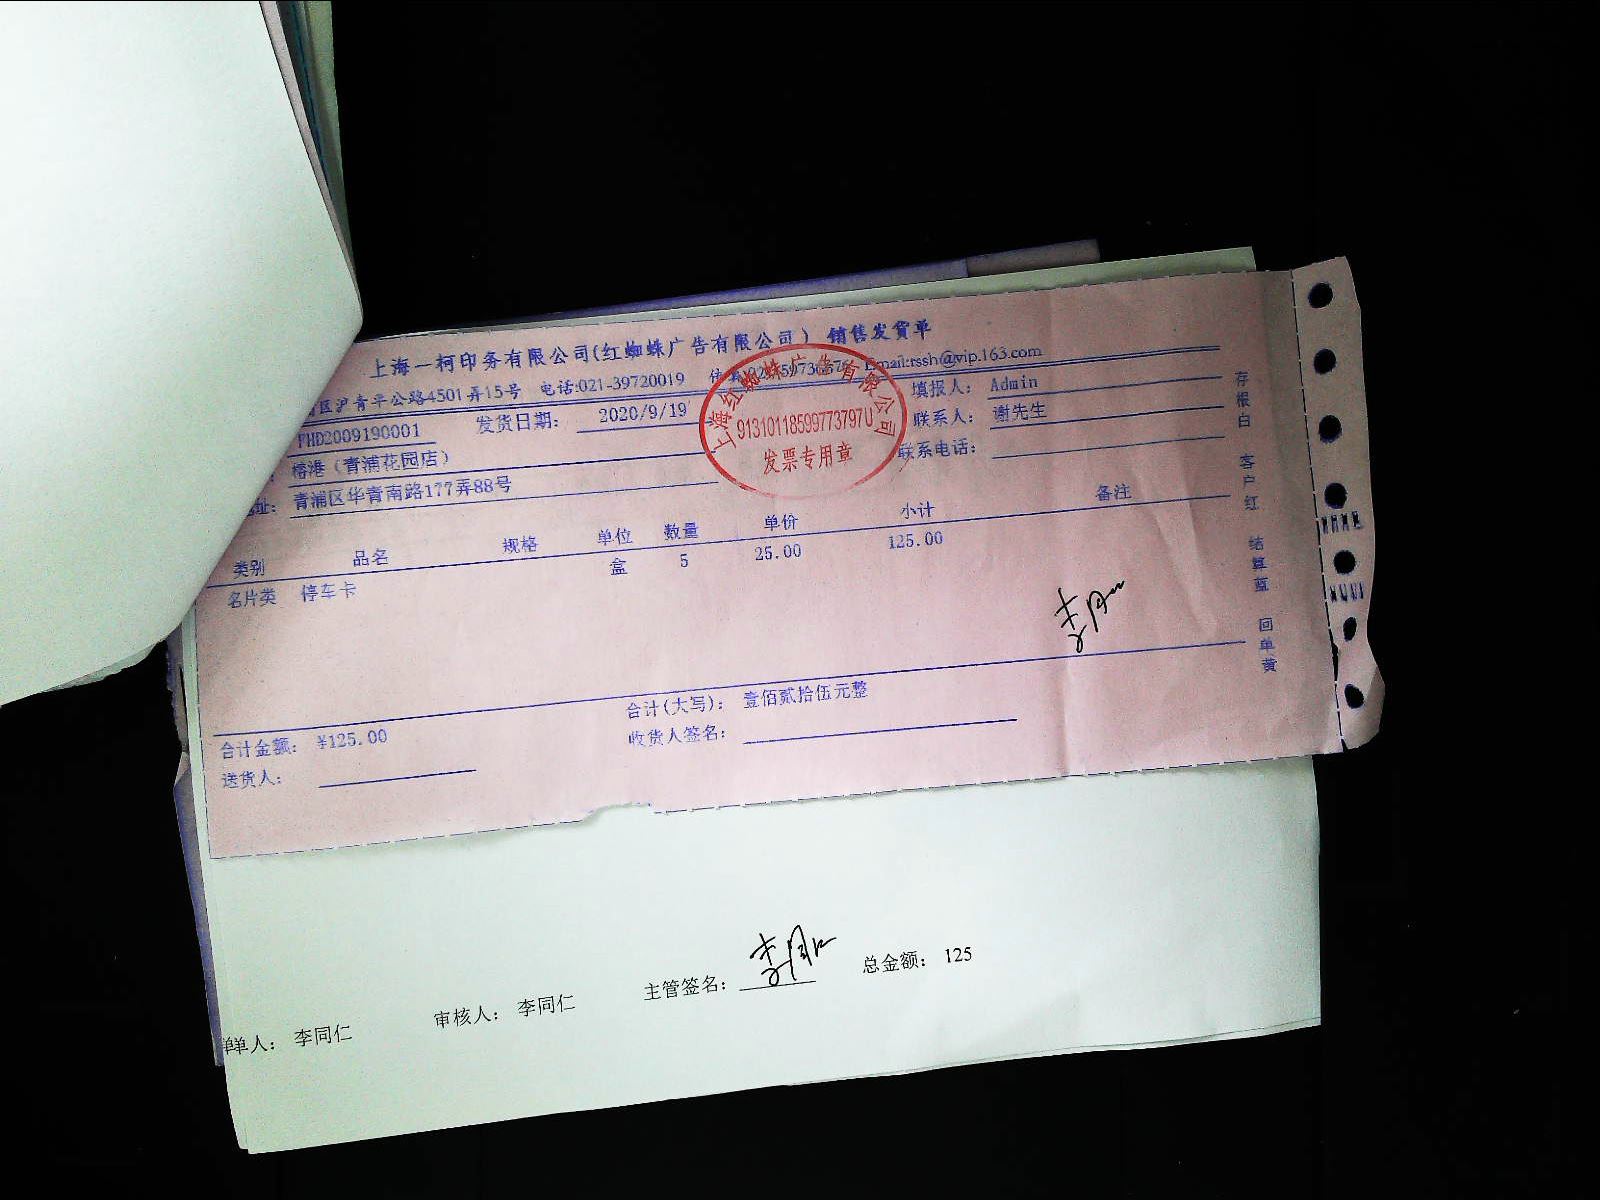 上海一柯印务有限公司(红蜘蛛广告有限公司) 销售发货单
区沪青平公路4501弄15号 电话:021-39720019 Email:rssh@vip.163.com
FHD2009190001 发货日期: 2020/9/19 填报人: Admin
榕港(青浦花园店) 联系人: 谢先生
址: 青浦区华青南路177弄88号 联系电话:
上海红蜘蛛广告有限公司
91310118599773797U
发票专用章
类别 品名 规格 单位 数量 单价 小计 备注
名片类 停车卡 盒 5 25.00 125.00
合计金额: ¥125.00 合计(大写): 壹佰贰拾伍元整
送货人: 收货人签名:
存根白 客户红 结算蓝 回单黄
单人: 李同仁 审核人: 李同仁 主管签名: 总金额: 125